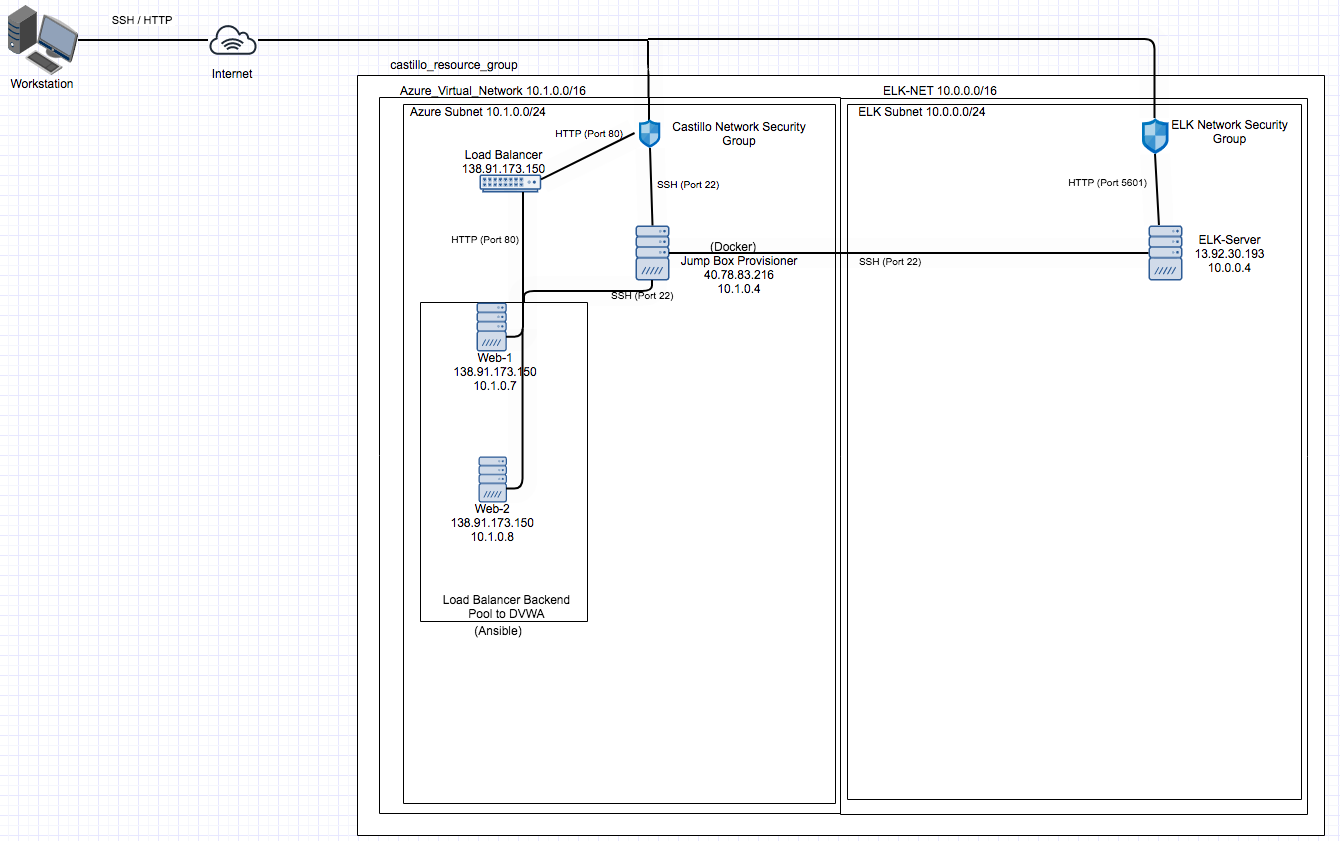 SSH / HTTP
Workstation
Internet
castillo_resource_group
Azure_Virtual_Network 10.1.0.0/16
ELK-NET 10.0.0.0/16
Azure Subnet 10.1.0.0/24
ELK Subnet 10.0.0.0/24
HTTP (Port 80)
Castillo Network Security
Group
ELK Network Security
Group
Load Balancer
138.91.173.150
SSH (Port 22)
HTTP (Port 5601)
HTTP (Port 80)
(Docker)
Jump Box Provisioner
40.78.83.216
10.1.0.4
SSH (Port 22)
ELK-Server
13.92.30.193
10.0.0.4
SSH (Port 22)
Web-1
138.91.173.150
10.1.0.7
Web-2
138.91.173.150
10.1.0.8
Load Balancer Backend
Pool to DVWA
(Ansible)